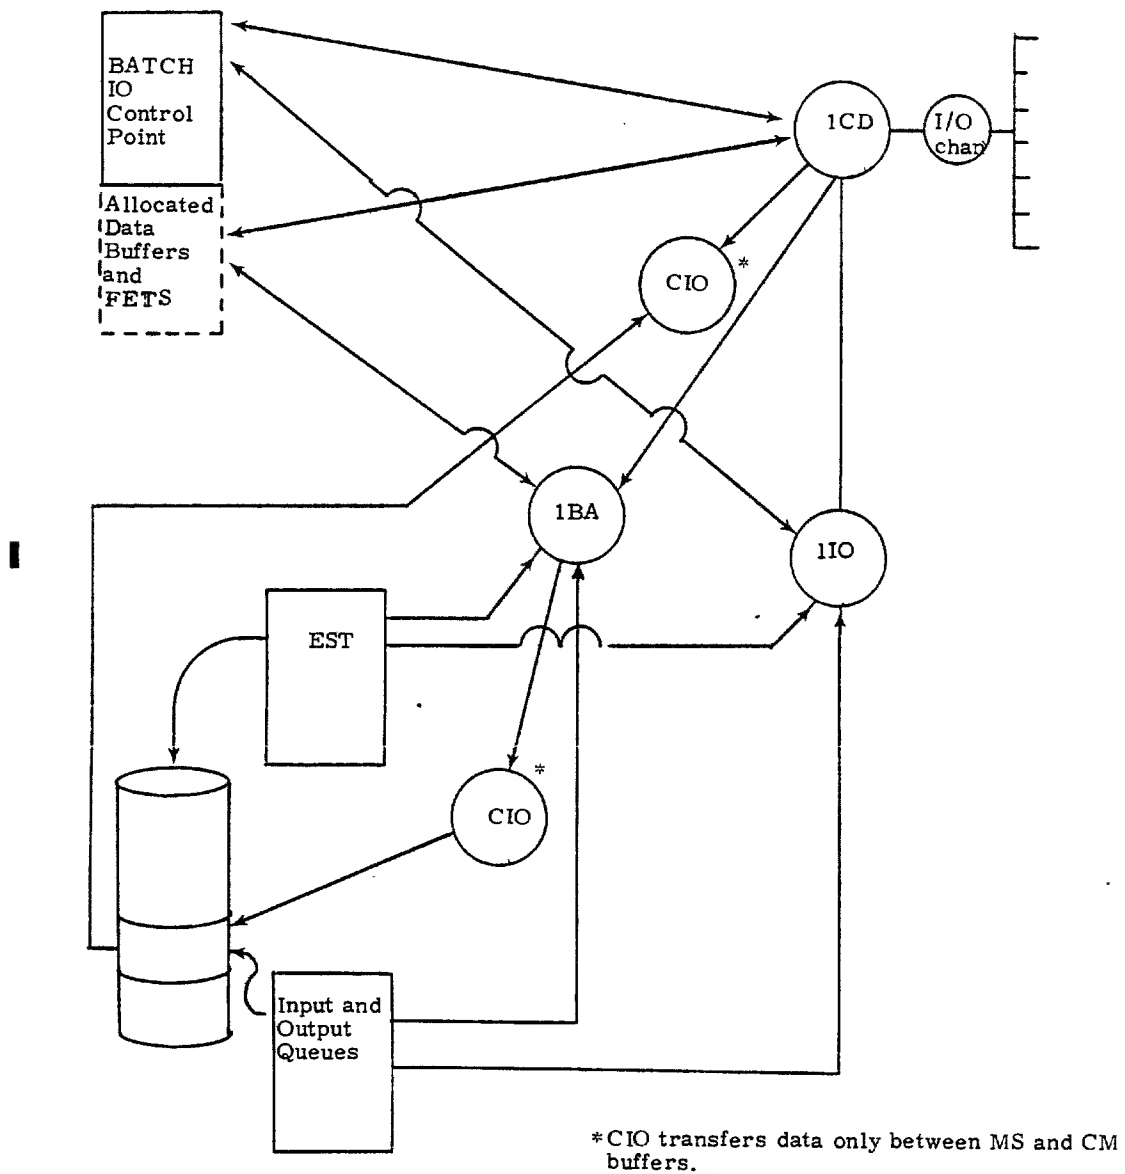 BATCH
IO
Control
Point
1CD
I/O
chan
Allocated
Data
Buffers
and
FETS
CIO
*
1BA
1IO
EST
*
CIO
Input and
Output
Queues
*CIO transfers data only between MS and CM
buffers.